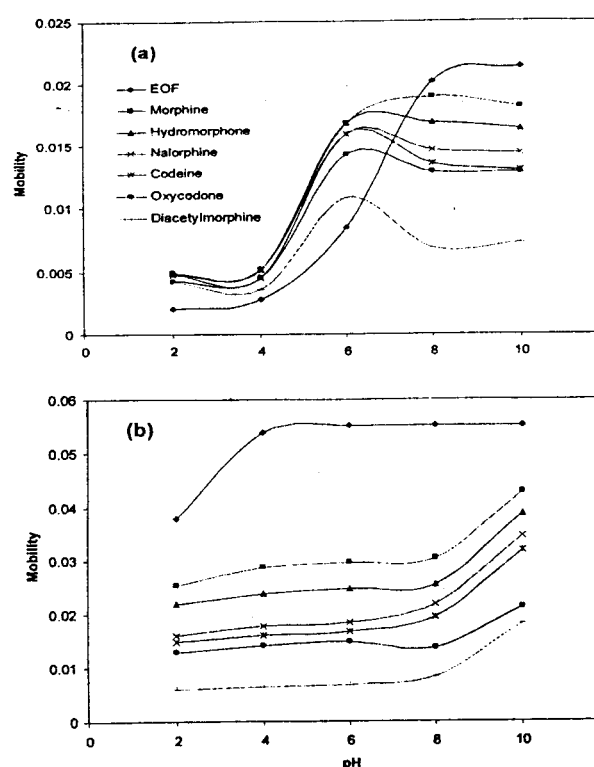 (a)
0.025
0.02
0.015
0.01
0.005
0
Mobility
EOF
Morphine
Hydromorphone
Nalorphine
Codeine
Oxycodone
Diacetylmorphine
0 2 4 6 8 10
(b)
0.06
0.05
0.04
0.03
0.02
0.01
0
Mobility
0 2 4 6 8 10
pH